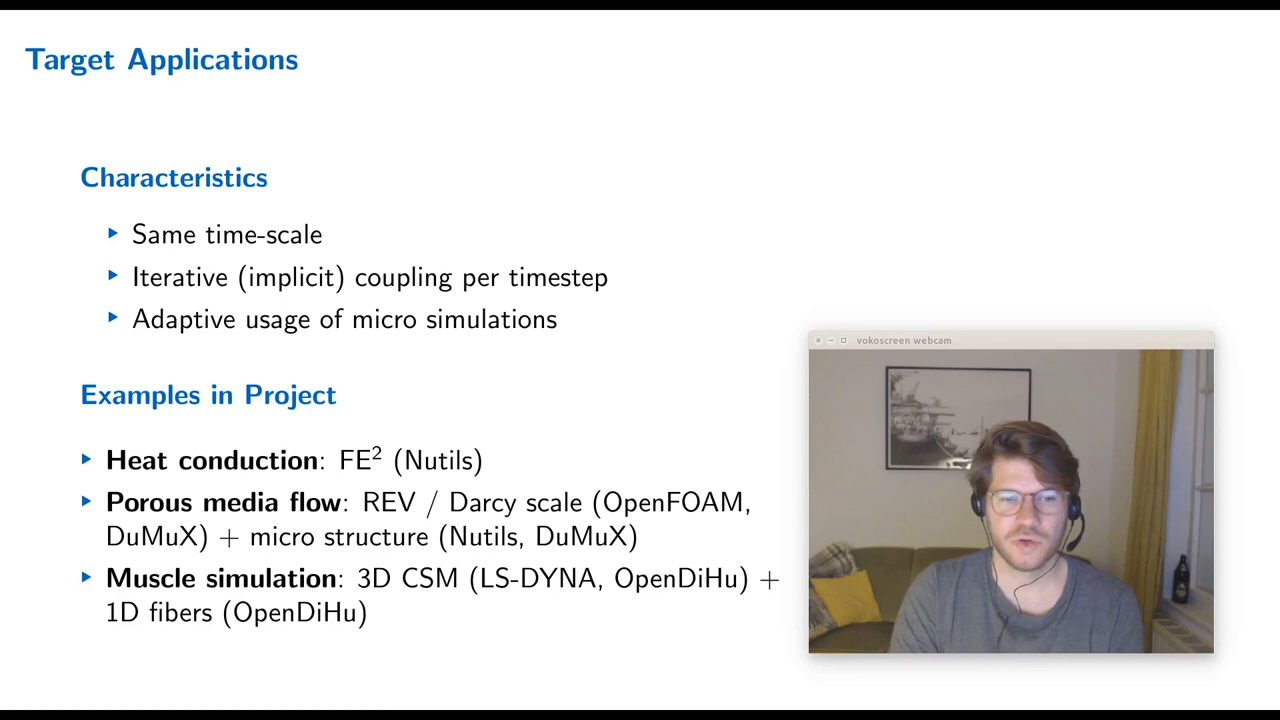 Target Applications
Characteristics
▸ Same time-scale
▸ Iterative (implicit) coupling per timestep
▸ Adaptive usage of micro simulations
vokoscreen webcam
Examples in Project
▸ Heat conduction: FE² (Nutils)
▸ Porous media flow: REV / Darcy scale (OpenFOAM,
DuMuX) + micro structure (Nutils, DuMuX)
▸ Muscle simulation: 3D CSM (LS-DYNA, OpenDiHu) +
1D fibers (OpenDiHu)